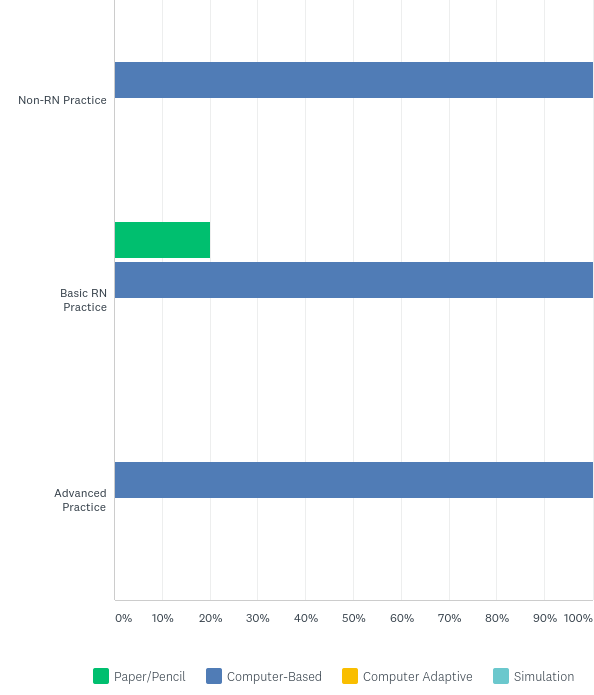 Non-RN Practice
Basic RN
Practice
Advanced
Practice
0% 10% 20% 30% 40% 50% 60% 70% 80% 90% 100%
Paper/Pencil Computer-Based Computer Adaptive Simulation